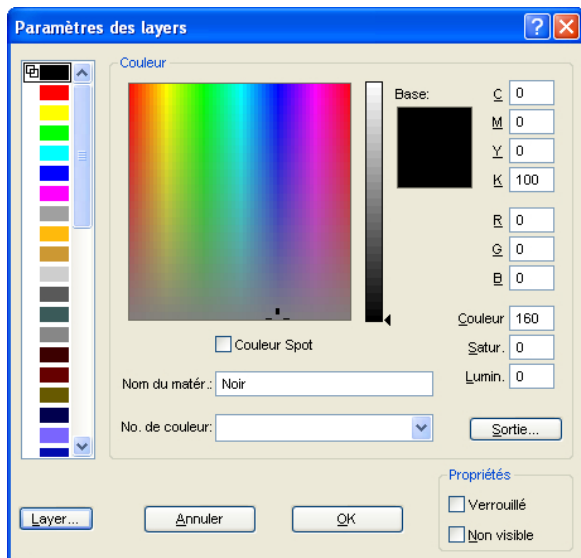 Paramètres des layers
Couleur
Base:
C 0
M 0
Y 0
K 100
R 0
G 0
B 0
Couleur 160
Satur. 0
Lumin. 0
Couleur Spot
Nom du matér.: Noir
No. de couleur:
Sortie...
Propriétés
Verrouillé
Non visible
Layer...
Annuler
OK